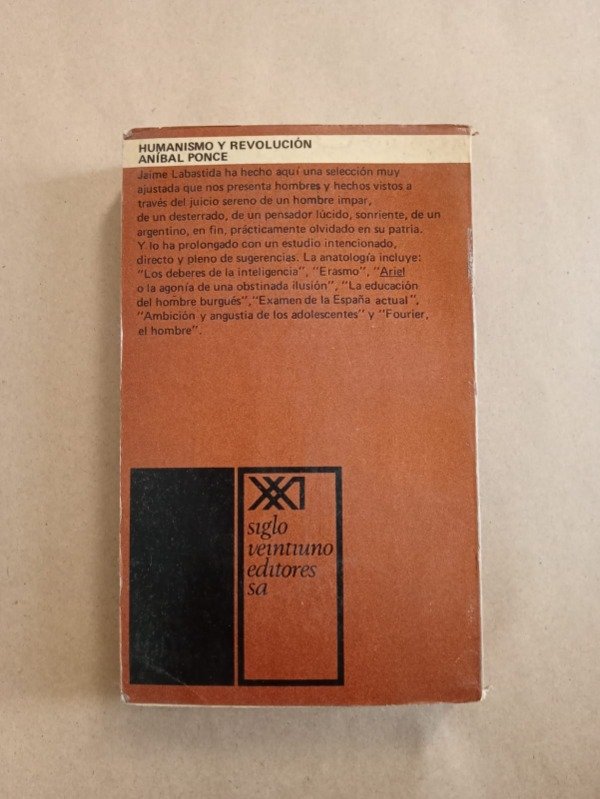 HUMANISMO Y REVOLUCIÓN
ANÍBAL PONCE
Jaime Labastida ha hecho aquí una selección muy
ajustada que nos presenta hombres y hechos vistos a
través del juicio sereno de un hombre impar,
de un desterrado, de un pensador lúcido, sonriente, de un
argentino, en fin, prácticamente olvidado en su patria.
Y lo ha prolongado con un estudio intencionado,
directo y pleno de sugerencias. La anatología incluye:
"Los deberes de la inteligencia", "Erasmo", "Ariel
o la agonía de una obstinada ilusión", "La educación
del hombre burgués", "Examen de la España actual",
"Ambición y angustia de los adolescentes" y "Fourier,
el hombre".
XXI
siglo
veintiuno
editores
sa